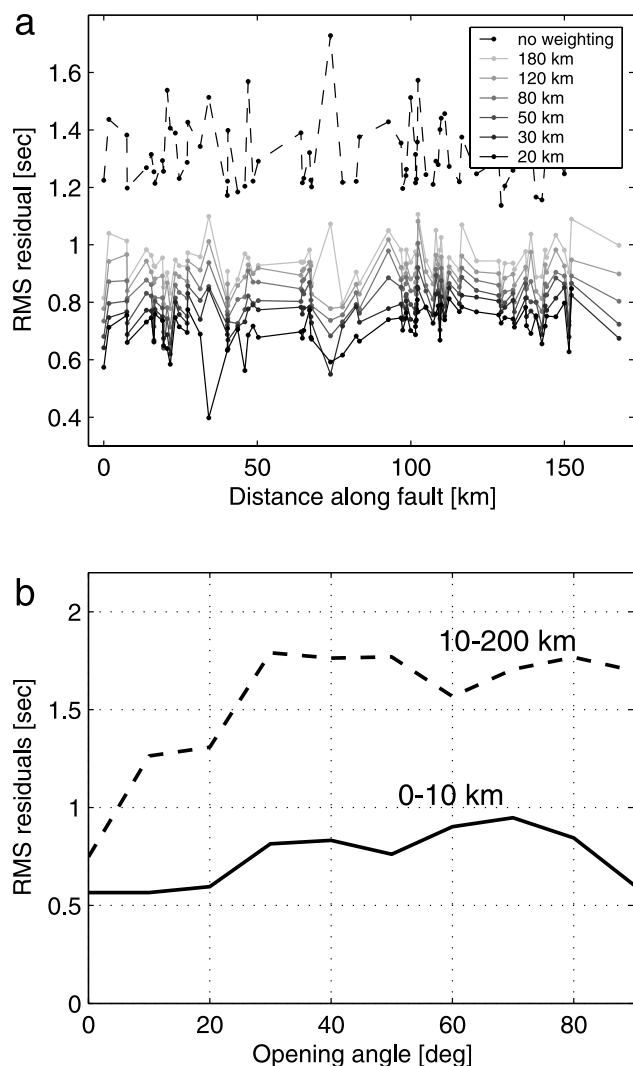 a
RMS residual [sec]
1.6
1.4
1.2
1
0.8
0.6
0.4
no weighting
180 km
120 km
80 km
50 km
30 km
20 km
0
50
100
150
Distance along fault [km]
b
RMS residuals [sec]
2
1.5
1
0.5
0
10-200 km
0-10 km
0
20
40
60
80
Opening angle [deg]